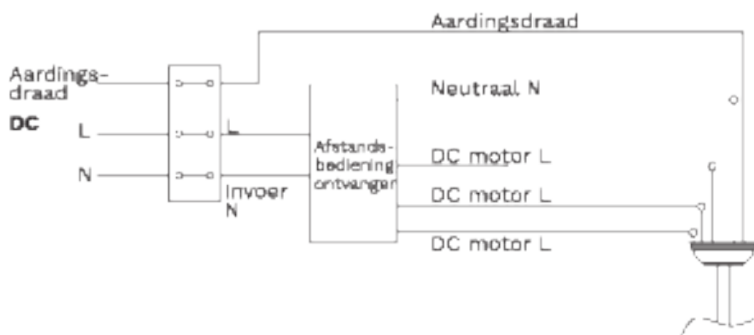 Aardingsdraad
Aardings-
draad
DC
L
N
L
Invoer
N
Afstands-
bediening
ontvanger
Neutraal N
DC motor L
DC motor L
DC motor L